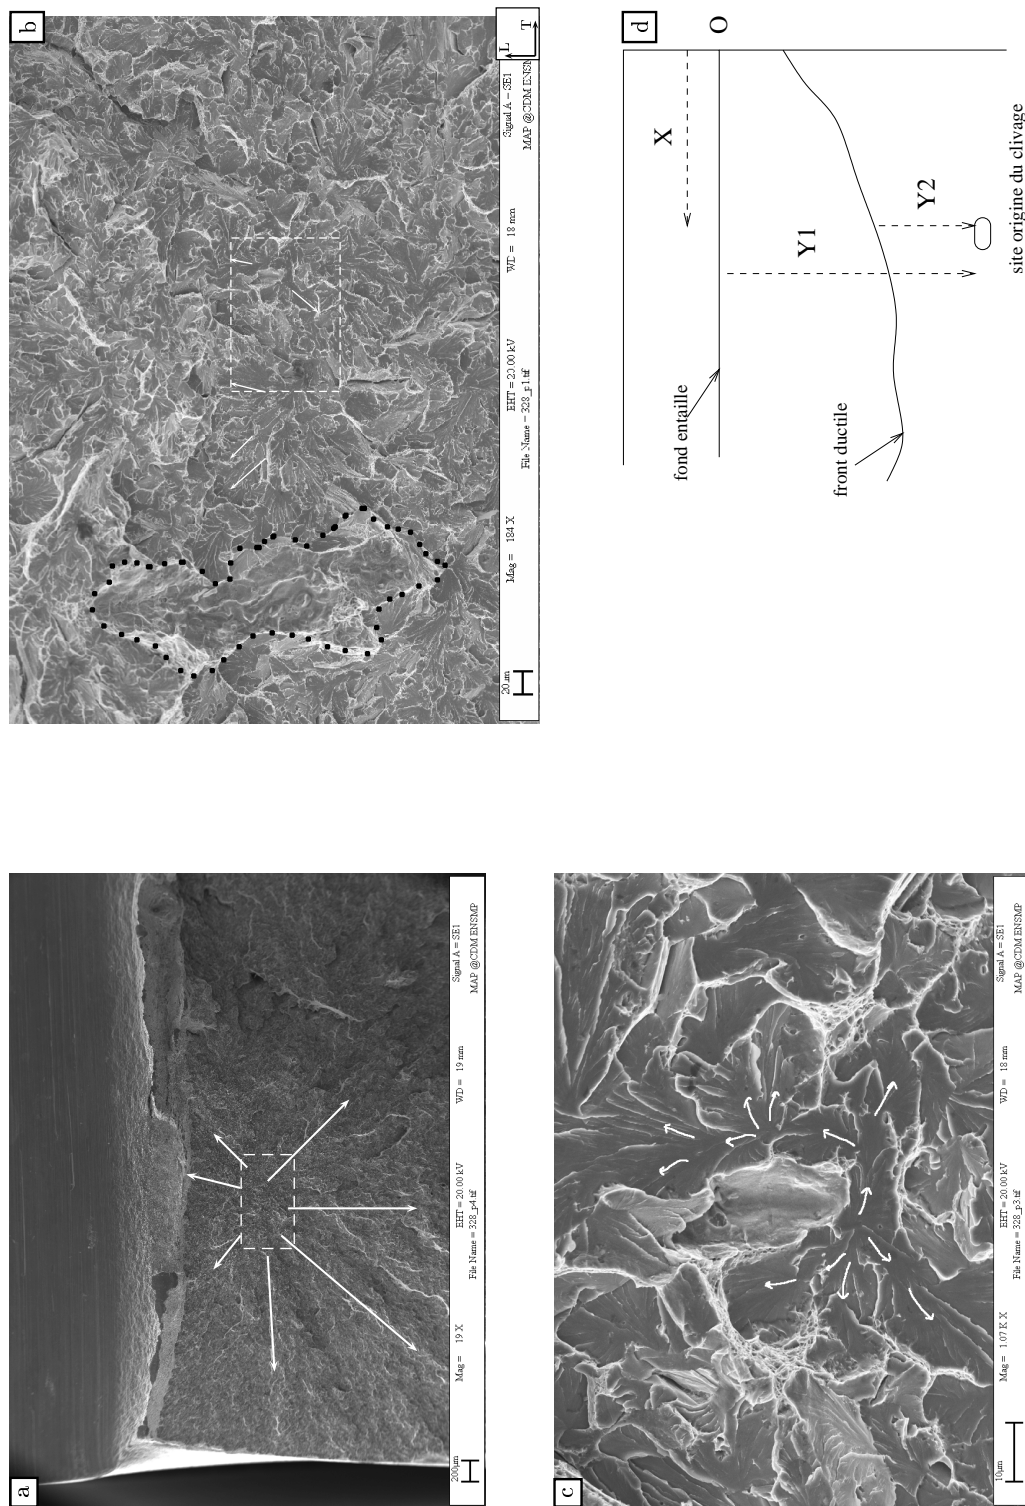 a
200µm
Mag = 19 X
EHT = 20.00 kV
WD = 19 mm
Signal A = SE1
File Name = 328_p4.tif
MAP @CDM ENSMP
b
20µm
Mag = 184 X
EHT = 20.00 kV
WD = 18 mm
Signal A = SE1
File Name = 328_p1.tif
MAP @CDM ENSM
L
T
c
10µm
Mag = 1.07 K X
EHT = 20.00 kV
WD = 18 mm
Signal A = SE1
File Name = 328_p3.tif
MAP @CDM ENSMP
d
X
O
fond entaille
Y1
Y2
front ductile
site origine du clivage